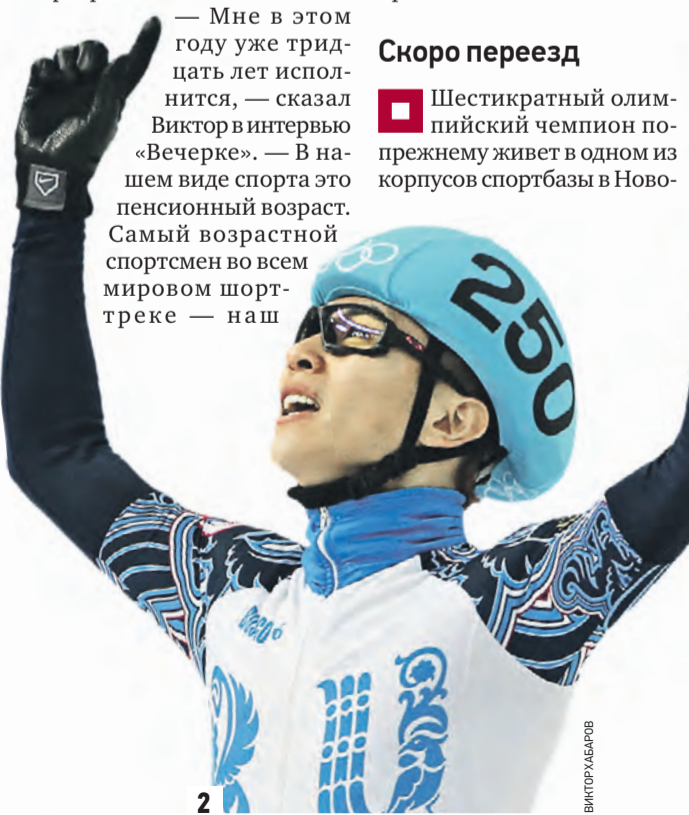 — Мне в этом
году уже трид-
цать лет испол-
нится, — сказал
Виктор в интервью
«Вечерке». — В на-
шем виде спорта это
пенсионный возраст.
Самый возрастной
спортсмен во всем
мировом шорт-
треке — наш
Скоро переезд
Шестикратный олим-
пийский чемпион по-
прежнему живет в одном из
корпусов спортбазы в Ново-
250
ВИКТОР ХАБАРОВ
2